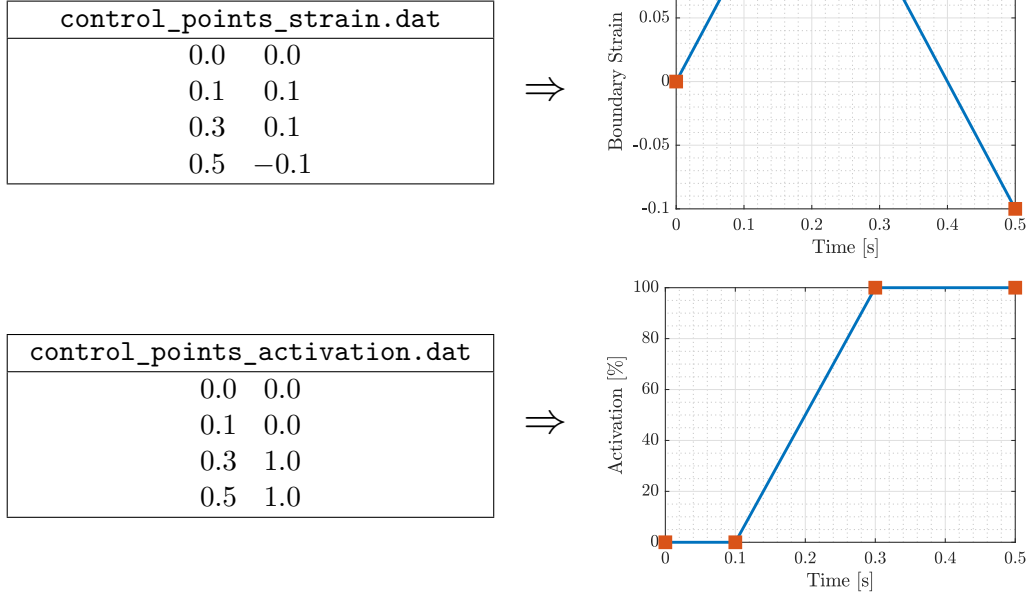 control_points_strain.dat
0.0 0.0
0.1 0.1
0.3 0.1
0.5 −0.1
⇒
0.05
0
-0.05
-0.1
Boundary Strain
0 0.1 0.2 0.3 0.4 0.5
Time [s]
control_points_activation.dat
0.0 0.0
0.1 0.0
0.3 1.0
0.5 1.0
⇒
100
80
60
40
20
0
Activation [%]
0 0.1 0.2 0.3 0.4 0.5
Time [s]